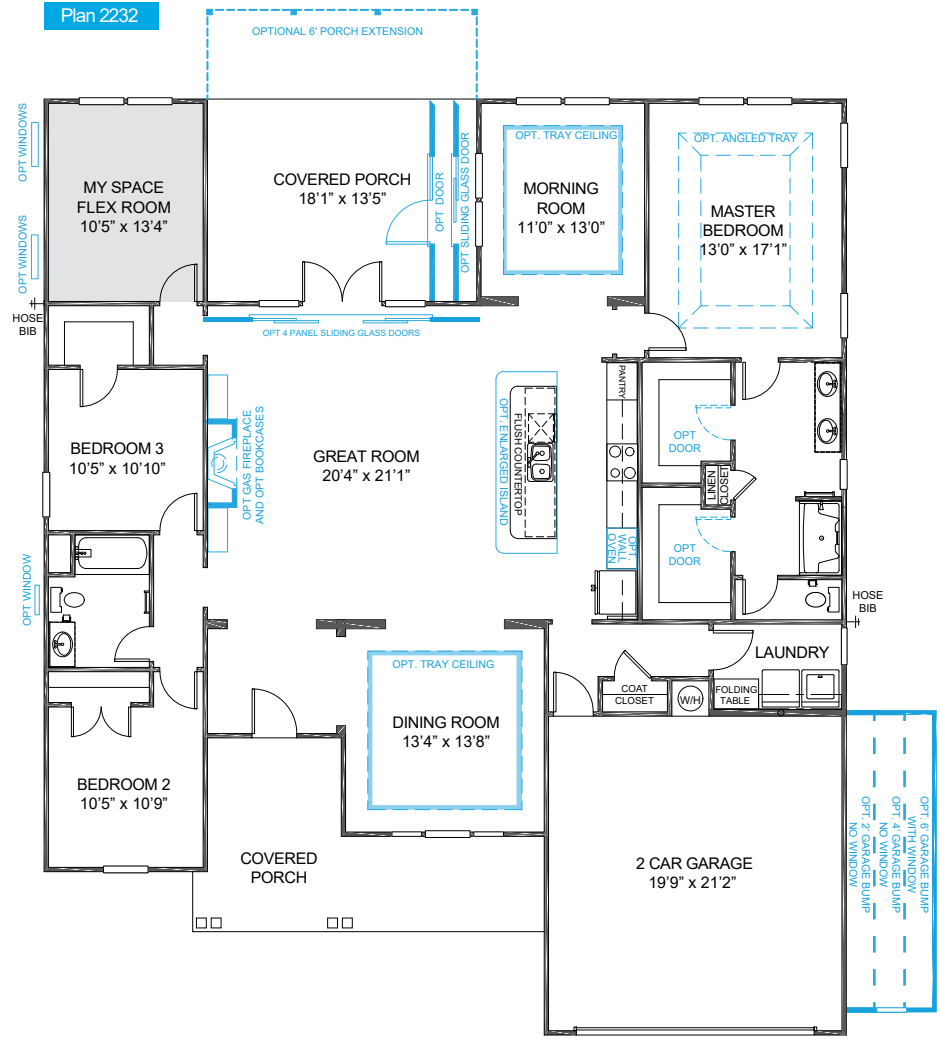 Plan 2232
OPTIONAL 6' PORCH EXTENSION
OPT WINDOWS
OPT WINDOWS
MY SPACE
FLEX ROOM
10’5” x 13’4”
COVERED PORCH
18’1” x 13’5”
OPT DOOR
OPT SLIDING GLASS DOOR
OPT. TRAY CEILING
MORNING
ROOM
11’0” x 13’0”
OPT. ANGLED TRAY
MASTER
BEDROOM
13’0” x 17’1”
HOSE
BIB
OPT 4 PANEL SLIDING GLASS DOORS
BEDROOM 3
10’5” x 10’10”
OPT GAS FIREPLACE
AND OPT BOOKCASES
GREAT ROOM
20’4” x 21’1”
OPT. ENLARGED ISLAND
FLUSH COUNTERTOP
PANTRY
OPT.
WALL
OVEN
OPT
DOOR
LINEN
CLOSET
OPT
DOOR
OPT WINDOW
HOSE
BIB
LAUNDRY
COAT
CLOSET
W/H
FOLDING
TABLE
OPT. TRAY CEILING
DINING ROOM
13’4” x 13’8”
BEDROOM 2
10’5” x 10’9”
COVERED
PORCH
2 CAR GARAGE
19’9” x 21’2”
OPT. 2' GARAGE BUMP
NO WINDOW
OPT. 4' GARAGE BUMP
NO WINDOW
OPT. 6' GARAGE BUMP
WITH WINDOW